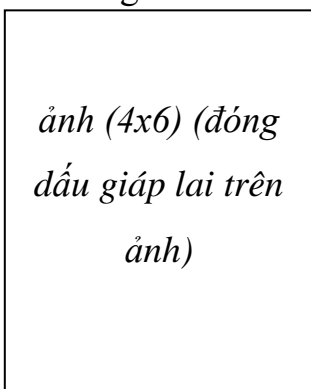 ảnh (4x6) (đóng
dấu giáp lai trên
ảnh)